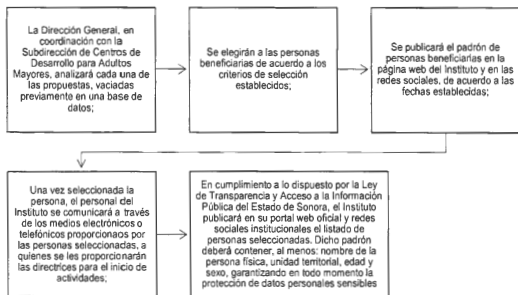 La Dirección General, en
coordinación con la
Subdirección de Centros de
Desarrollo para Adultos
Mayores, analizará cada una de
las propuestas, vaciadas
previamente en una base de
datos;
Se elegirán a las personas
beneficiarias de acuerdo a los
criterios de selección
establecidos;
Se publicará el padrón de
personas beneficiarias en la
página web del Instituto y en las
redes sociales, de acuerdo a las
fechas establecidas;
Una vez seleccionada la
persona, el personal del
Instituto se comunicará a través
de los medios electrónicos o
telefónicos proporcionaos por
las personas seleccionadas, a
quienes se les proporcionarán
las directrices para el inicio de
actividades;
En cumplimiento a lo dispuesto por la Ley
de Transparencia y Acceso a la Información
Pública del Estado de Sonora, el Instituto
publicará en su portal web oficial y redes
sociales institucionales el listado de
personas seleccionadas. Dicho padrón
deberá contener, al menos: nombre de la
persona física, unidad territorial, edad y
sexo, garantizando en todo momento la
protección de datos personales sensibles